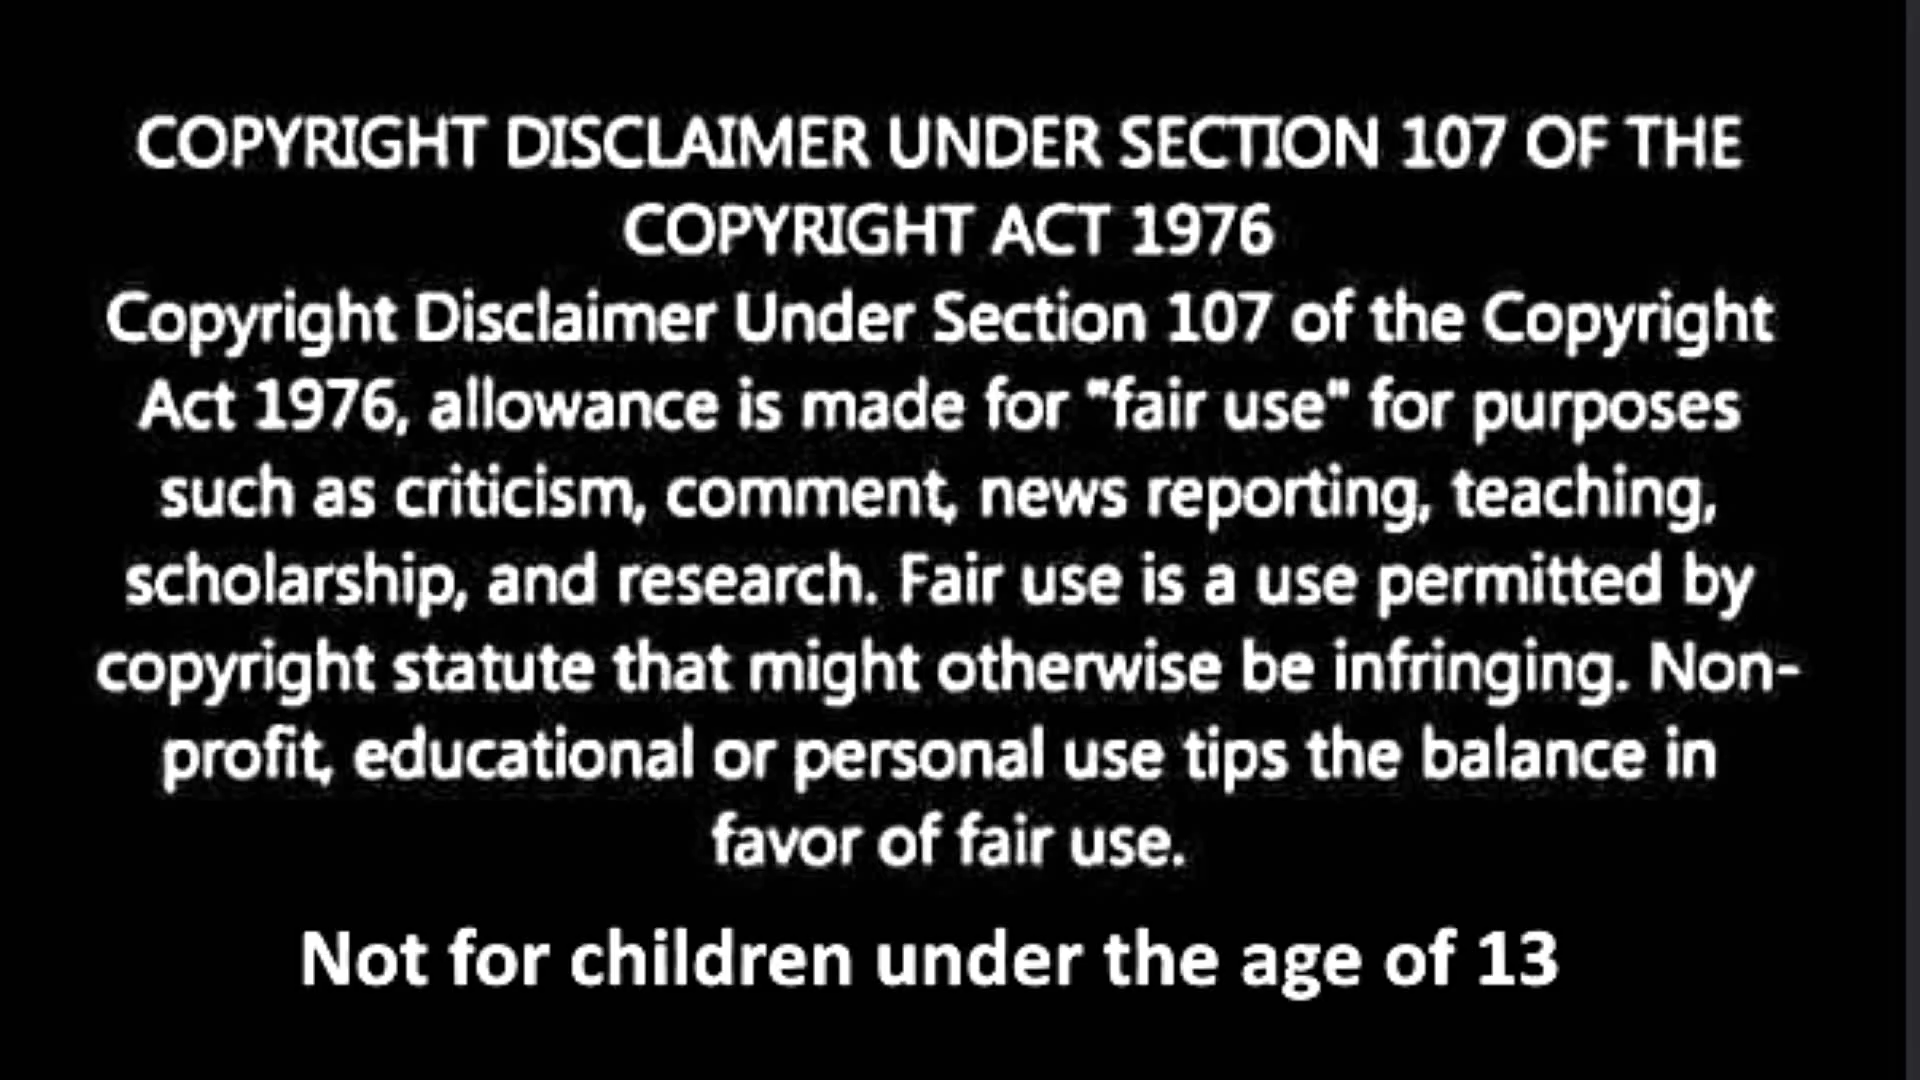 COPYRIGHT DISCLAIMER UNDER SECTION 107 OF THE
COPYRIGHT ACT 1976
Copyright Disclaimer Under Section 107 of the Copyright
Act 1976, allowance is made for "fair use" for purposes
such as criticism, comment, news reporting, teaching,
scholarship, and research. Fair use is a use permitted by
copyright statute that might otherwise be infringing. Non-
profit, educational or personal use tips the balance in
favor of fair use.
Not for children under the age of 13